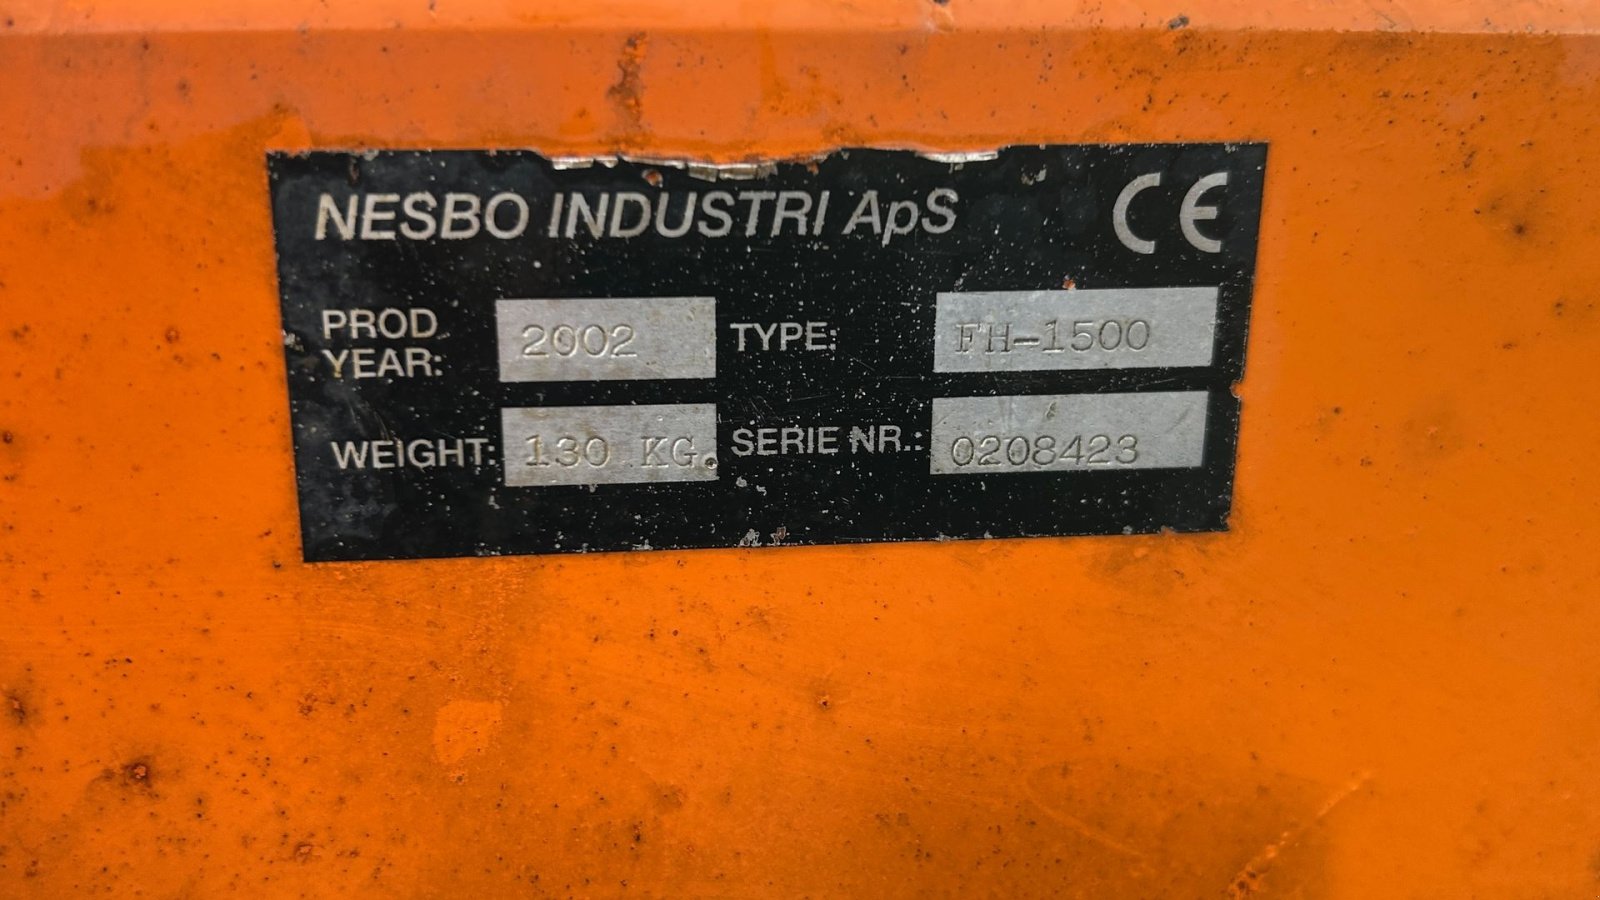 NESBO INDUSTRI ApS CE
PROD YEAR: 2002 TYPE: FH-1500
WEIGHT: 130 KG. SERIE NR.: 0208423